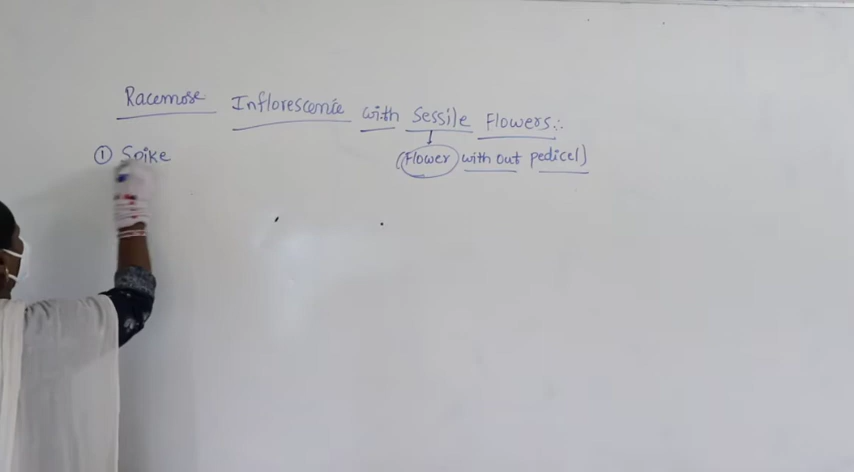 Racemose Inflorescence with Sessile Flowers:-
(Flower with out pedicel)
① Spike